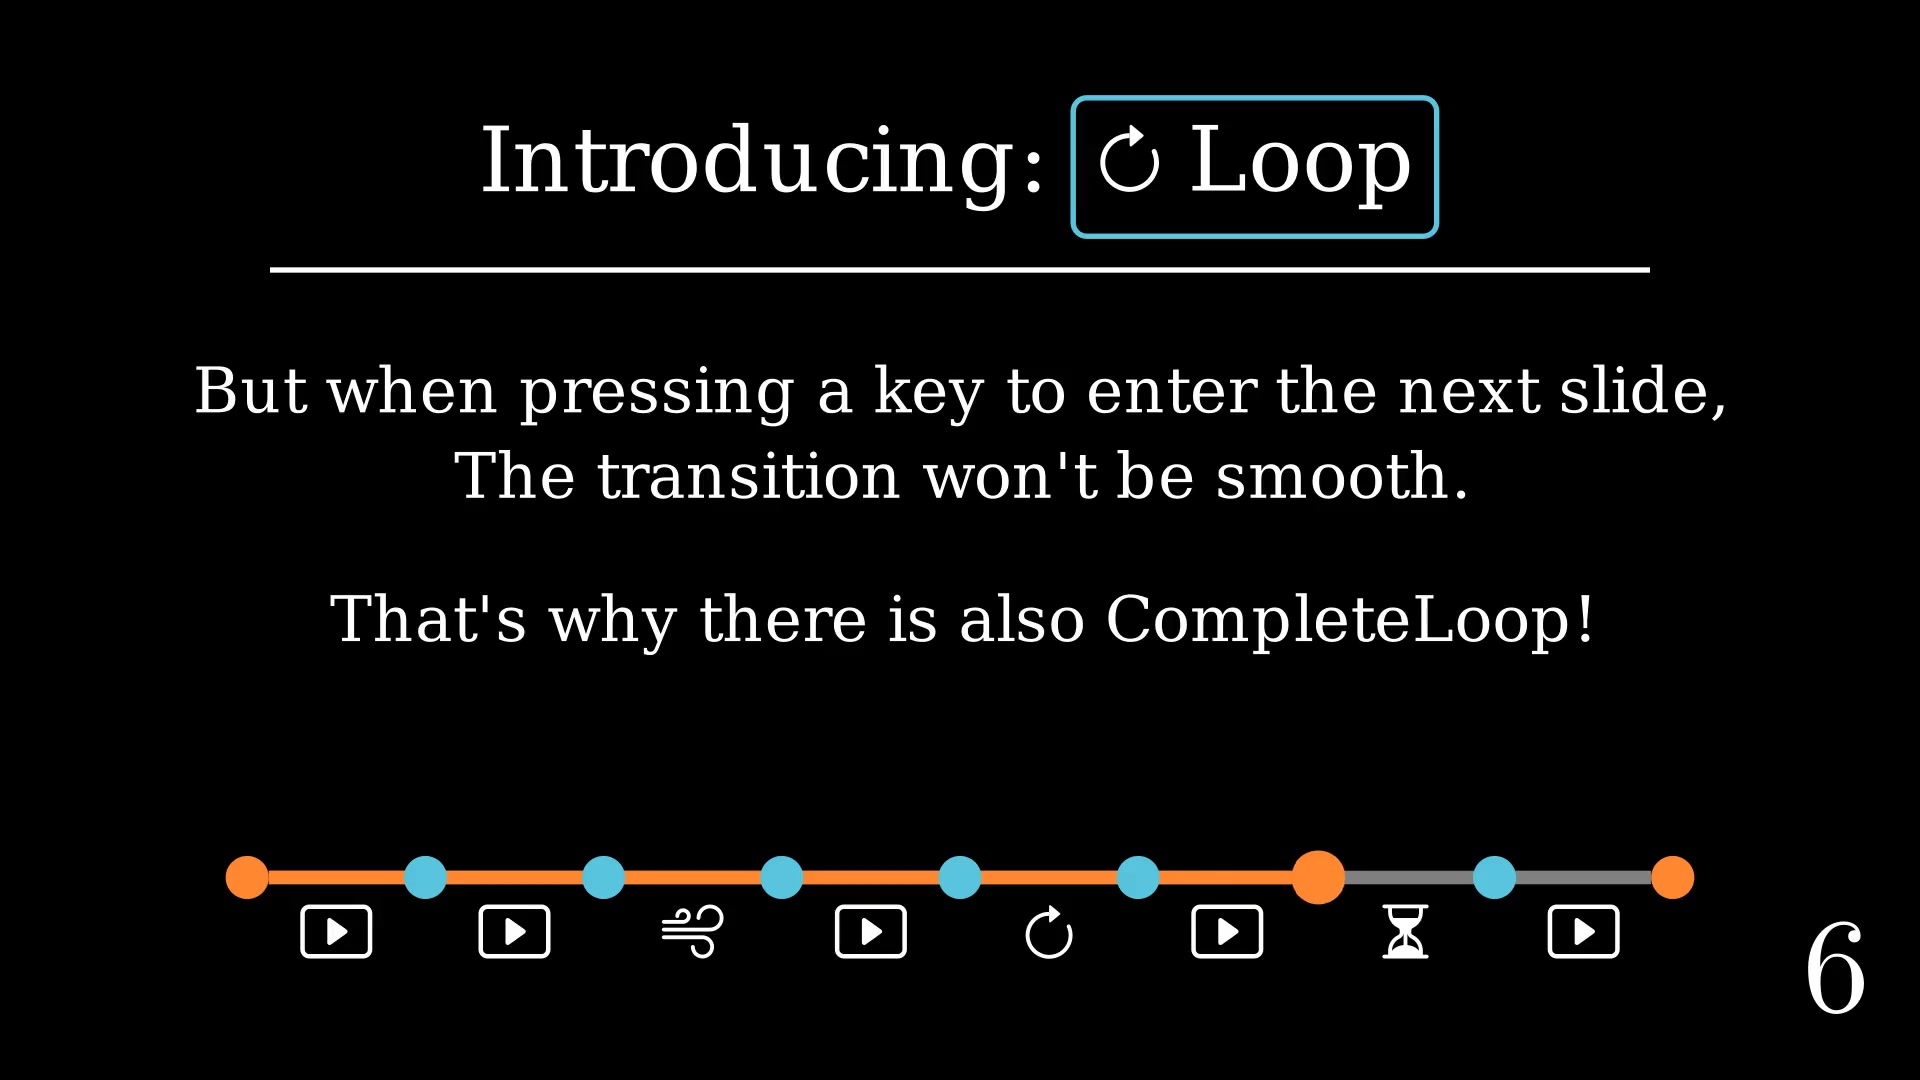 Introducing: Loop
But when pressing a key to enter the next slide,
The transition won't be smooth.
That's why there is also CompleteLoop!
6